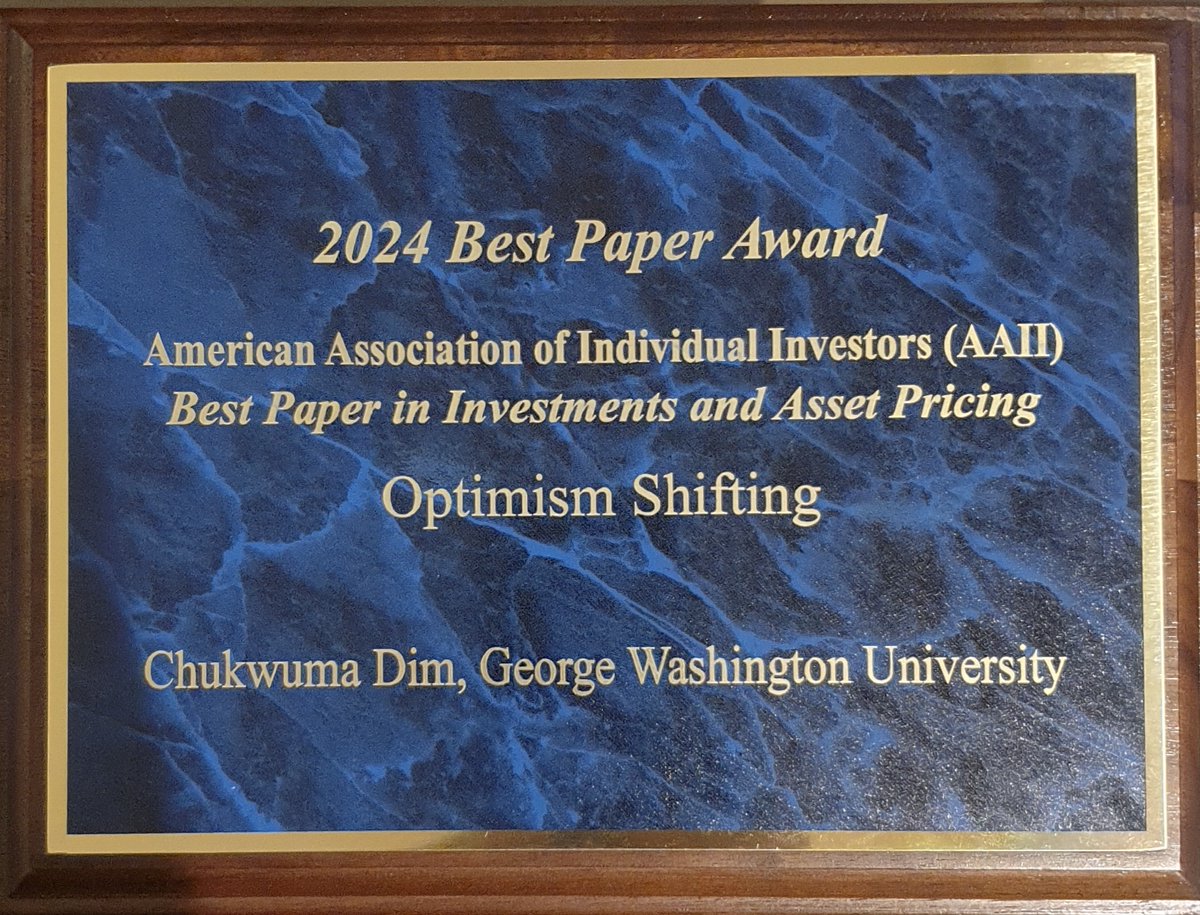 2024 Best Paper Award
American Association of Individual Investors (AAII)
Best Paper in Investments and Asset Pricing
Optimism Shifting
Chukwuma Dim, George Washington University